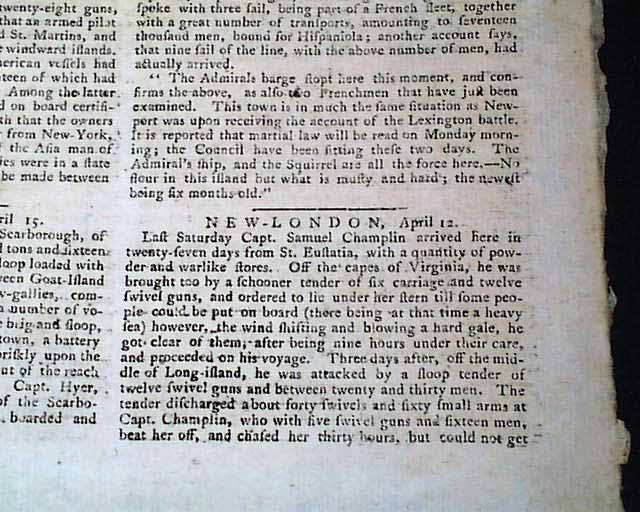 twenty-eight guns,
that an armed pilot
d St. Martins, and
e windward islands.
merican veſſels had
teen of which had
Among the latter
d on board certifi-
th that the owners
r from New-York,
f the Aſia man of
ies were in a ſtate
be made between
ril 15.
Scarborough, of
d tons and ſixteen
loop loaded with
ween Goat-Iſland
w-gallies, com-
a number of vo-
e brig and ſloop,
town, a battery
briſkly upon the
out of the reach
Capt. Hyer,
of the Scarbo-
boarded and
ſpoke with three ſail, being part of a French fleet, together
with a great number of tranſports, amounting to ſeventeen
thouſand men, bound for Hiſpaniola; another account ſays,
that nine ſail of the line, with the above number of men, had
actually arrived.
" The Admirals barge ſtopt here this moment, and con-
firms the above, as alſo two Frenchmen that have juſt been
examined. This town is in much the ſame ſituation as New-
port was upon receiving the account of the Lexington battle.
It is reported that martial law will be read on Monday morn-
ing; the Council have been ſitting theſe two days. The
Admiral's ſhip, and the Squirrel are all the force here,—No
flour in this iſland but what is muſty and hard; the neweſt
being ſix months old."
NEW-LONDON, April 12.
Laſt Saturday Capt. Samuel Champlin arrived here in
twenty-ſeven days from St. Euſtatia, with a quantity of pow-
der and warlike ſtores. Off the capes of Virginia, he was
brought too by a ſchooner tender of ſix carriage and twelve
ſwivel guns, and ordered to lie under her ſtern till ſome peo-
ple could be put on board (there being at that time a heavy
ſea) however, the wind ſhifting and blowing a hard gale, he
got clear of them, after being nine hours under their care,
and proceeded on his voyage. Three days after, off the mid-
dle of Long-iſland, he was attacked by a ſloop tender of
twelve ſwivel guns and between twenty and thirty men. The
tender diſcharged about forty ſwivels and ſixty ſmall arms at
Capt. Champlin, who with five ſwivel guns and ſixteen men,
beat her off, and chaſed her thirty hours, but could not get